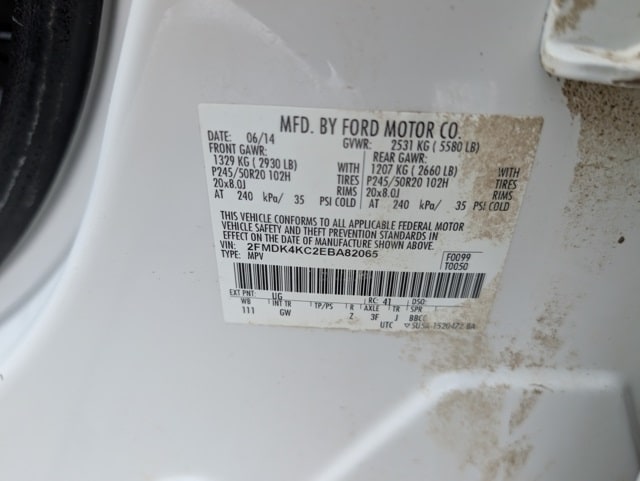 MFD. BY FORD MOTOR CO.
DATE: 06/14 GVWR: 2531 KG ( 5580 LB)
FRONT GAWR: REAR GAWR:
1329 KG ( 2930 LB) WITH 1207 KG ( 2660 LB) WITH
P245/50R20 102H TIRES P245/50R20 102H TIRES
20x8.0J RIMS 20x8.0J RIMS
AT 240 kPa/ 35 PSI COLD AT 240 kPa/ 35 PSI COLD
THIS VEHICLE CONFORMS TO ALL APPLICABLE FEDERAL MOTOR
VEHICLE SAFETY AND THEFT PREVENTION STANDARDS IN
EFFECT ON THE DATE OF MANUFACTURE SHOWN ABOVE.
VIN: 2FMDK4KC2EBA82065 F0099
TYPE: MPV T0050
EXT PNT: UG RC: 41 DSO:
WB INT TR TP/PS R AXLE TR SPR
111 GW Z 3F J
UTC